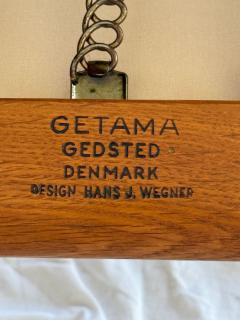 GETAMA
GEDSTED
DENMARK
DESIGN HANS J. WEGNER